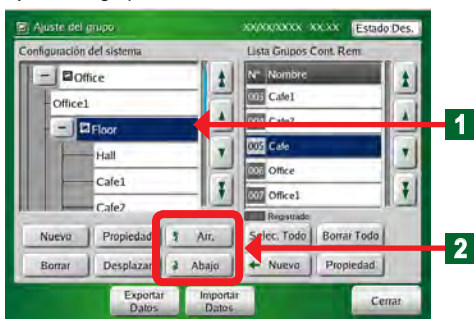 Ajuste del grupo XX/XX/XXXX XX:XX Estado Des.
Configuración del sistema
Lista Grupos Cont. Rem.
Office
Office1
Floor
Hall
Cafe1
Cafe2
N° Nombre
003 Cafe1
Cafe2
005 Cafe
006 Office
007 Office1
Registrado
1
2
Nuevo Propiedad Arr. Selec. Todo Borrar Todo
Borrar Desplazar Abajo Nuevo Propiedad
Exportar Datos
Importar Datos
Cerrar